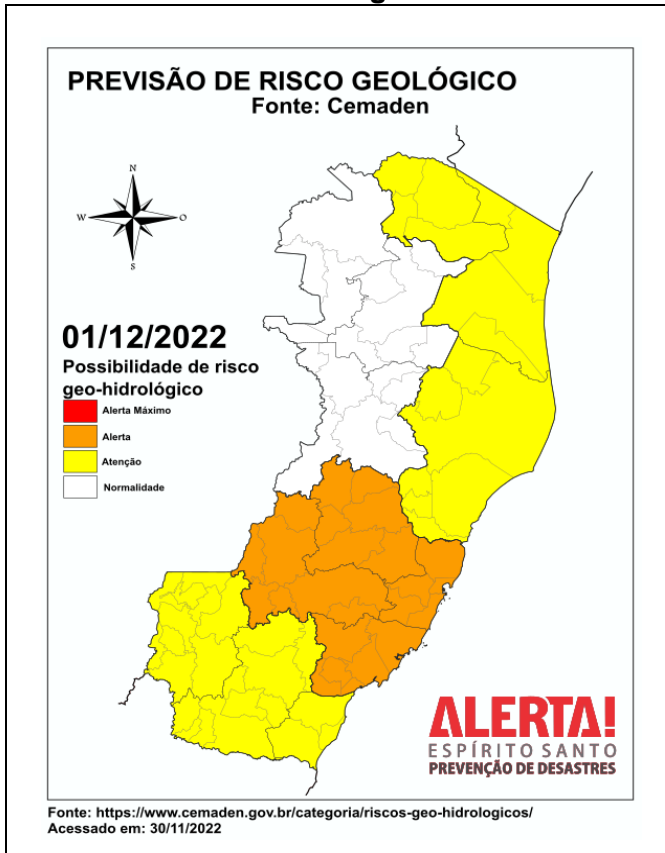 PREVISÃO DE RISCO GEOLÓGICO
Fonte: Cemaden
N
W
O
S
01/12/2022
Possibilidade de risco
geo-hidrológico
Alerta Máximo
Alerta
Atenção
Normalidade
ALERTA!
ESPÍRITO SANTO
PREVENÇÃO DE DESASTRES
Fonte: https://www.cemaden.gov.br/categoria/riscos-geo-hidrologicos/
Acessado em: 30/11/2022